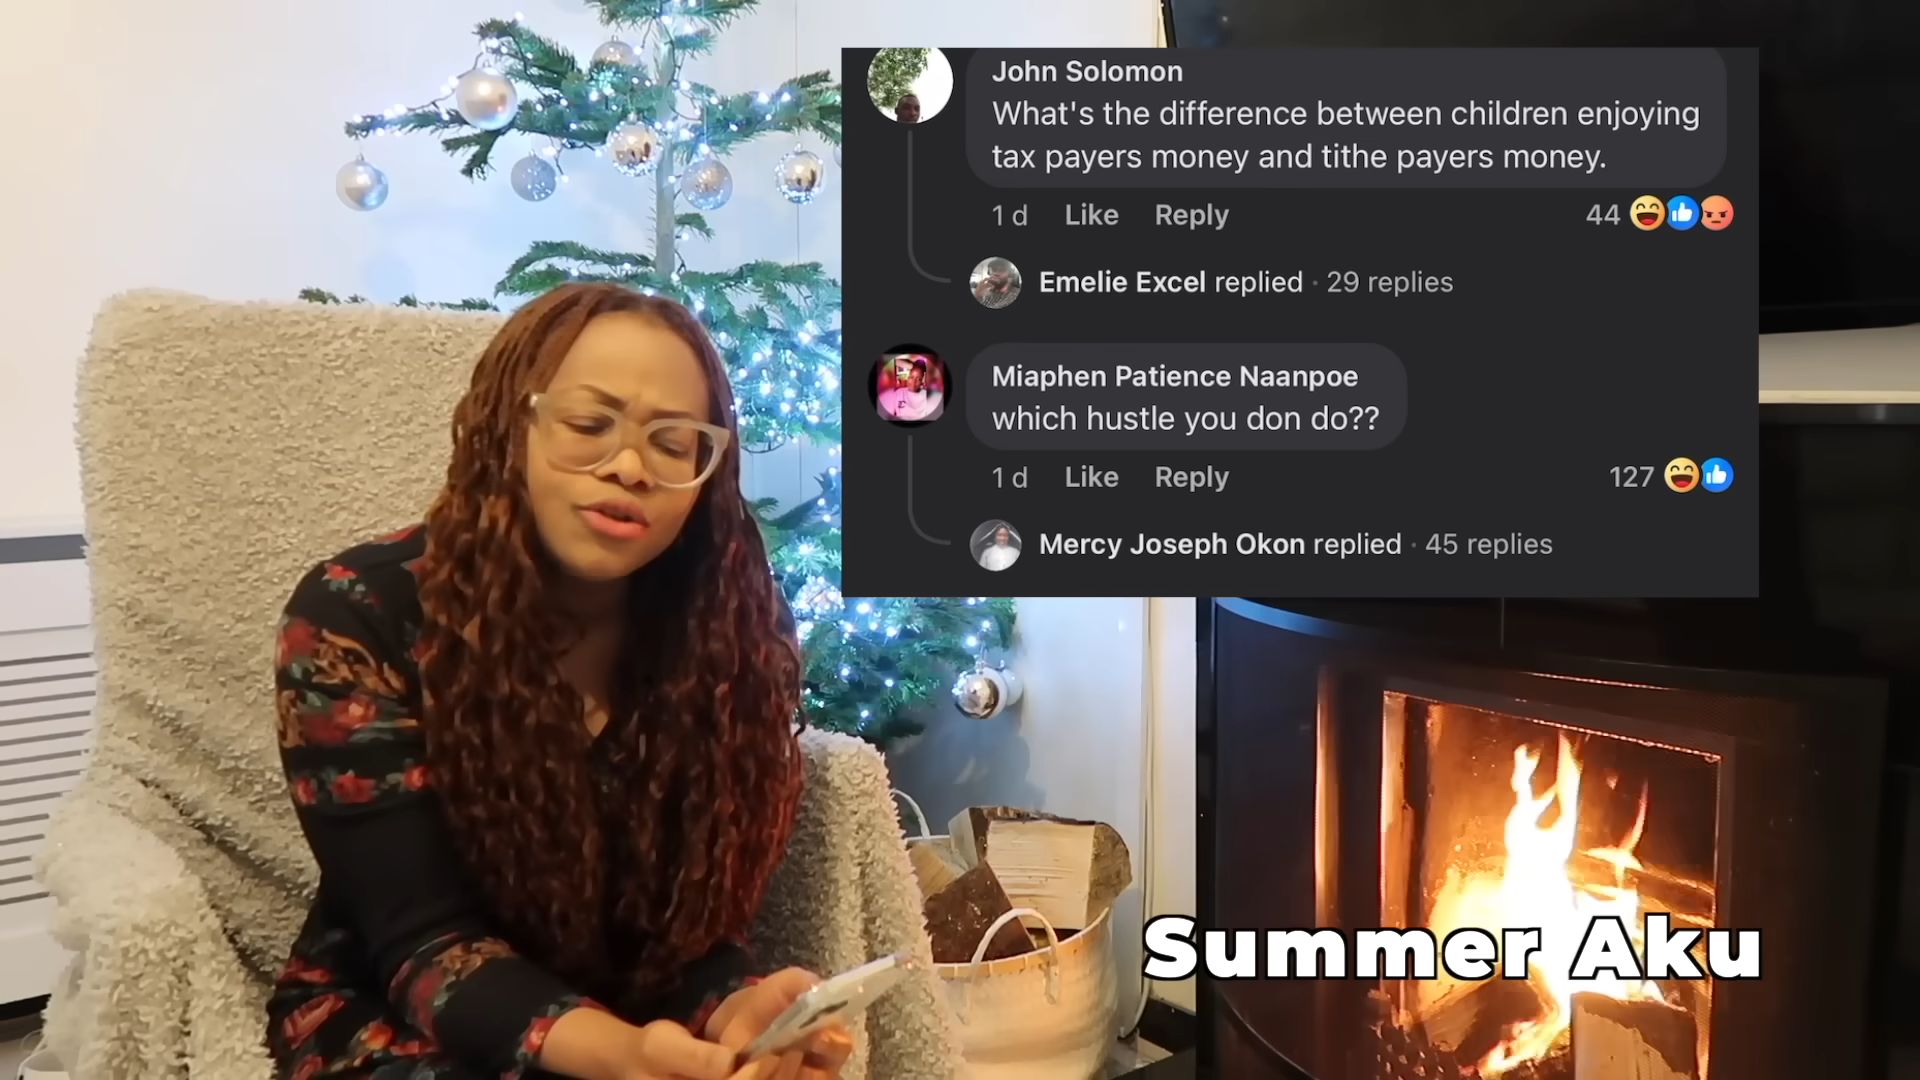 John Solomon
What's the difference between children enjoying
tax payers money and tithe payers money.
1 d Like Reply 44
Emelie Excel replied · 29 replies
Miaphen Patience Naanpoe
which hustle you don do??
1 d Like Reply 127
Mercy Joseph Okon replied · 45 replies
Summer Aku